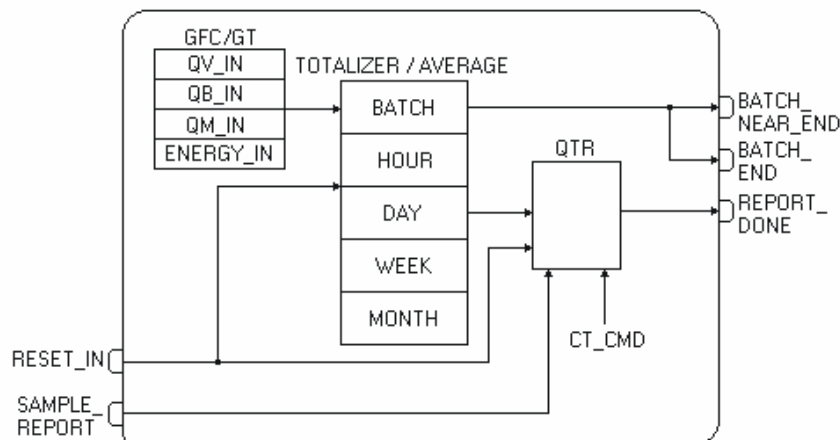 GFC/GT
QV_IN
QB_IN
QM_IN
ENERGY_IN
TOTALIZER / AVERAGE
BATCH
HOUR
DAY
WEEK
MONTH
QTR
CT_CMD
BATCH_
NEAR_END
BATCH_
END
REPORT_
DONE
RESET_IN
SAMPLE_
REPORT